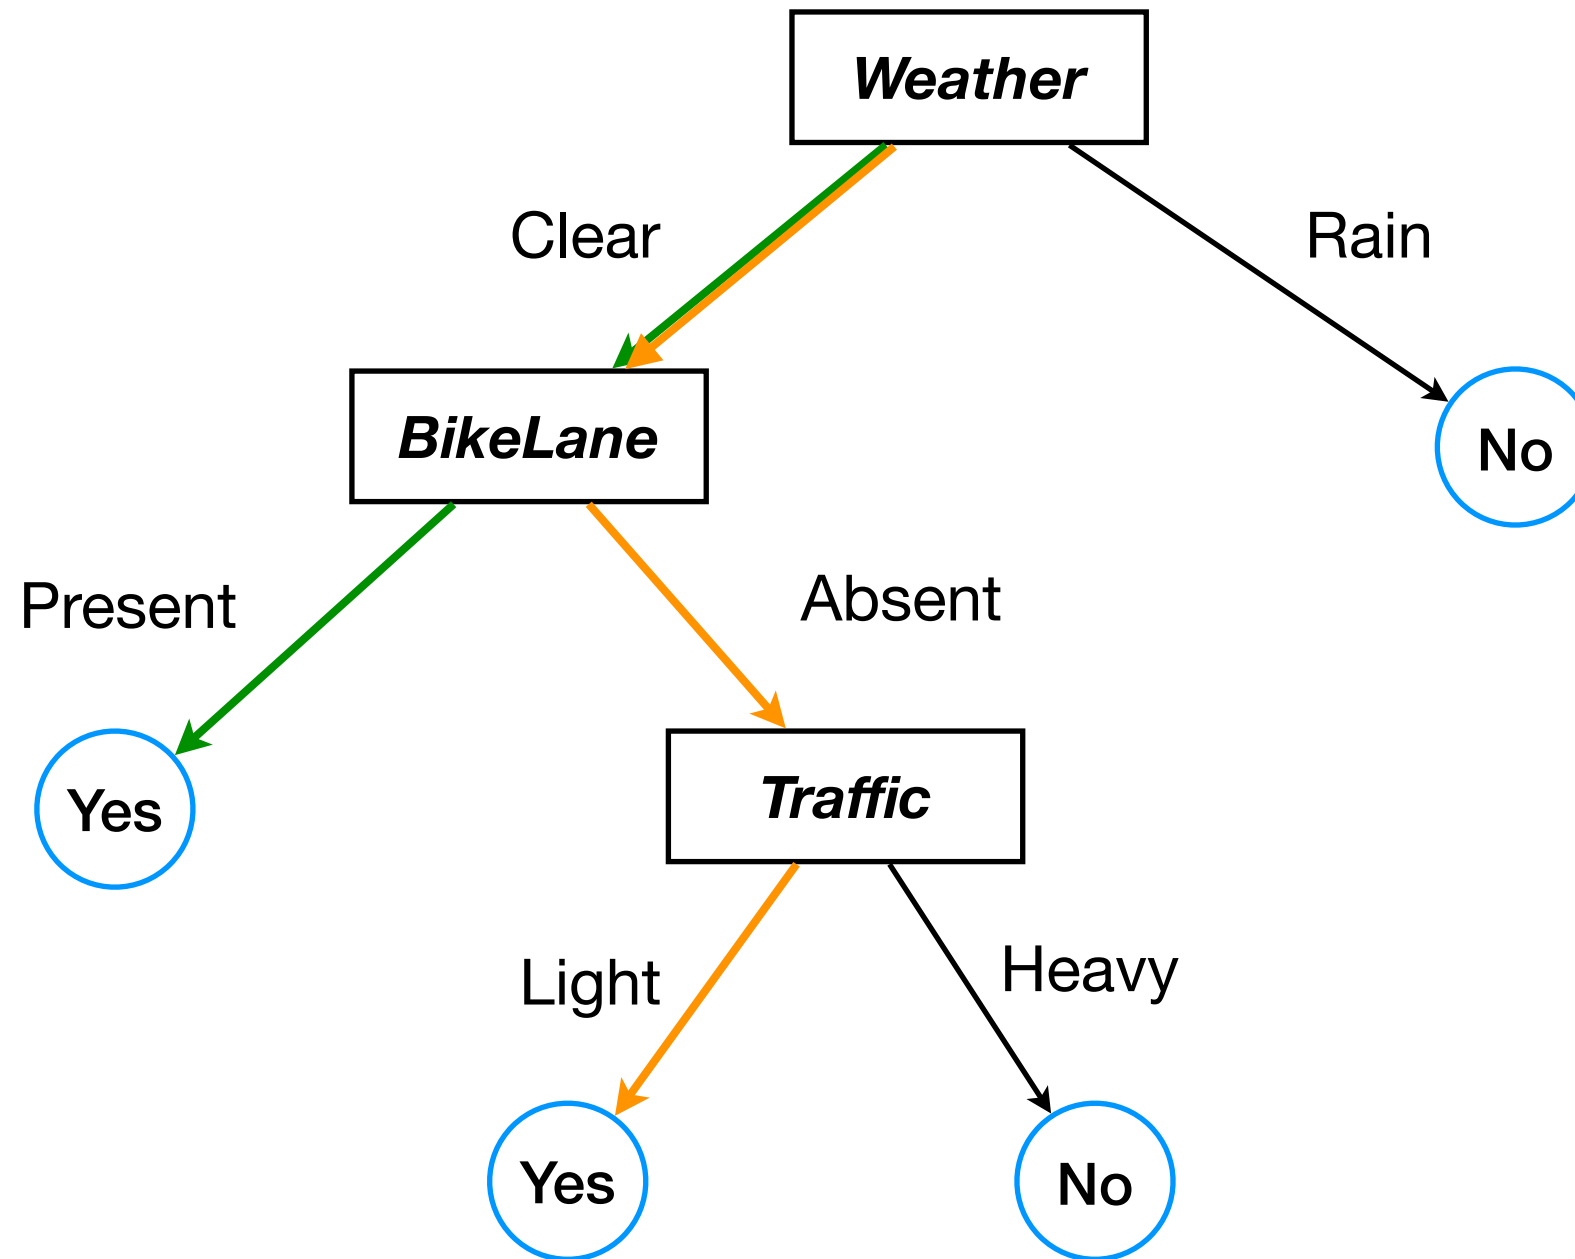 Weather
Clear
Rain
BikeLane
No
Present
Absent
Yes
Traffic
Light
Heavy
Yes
No